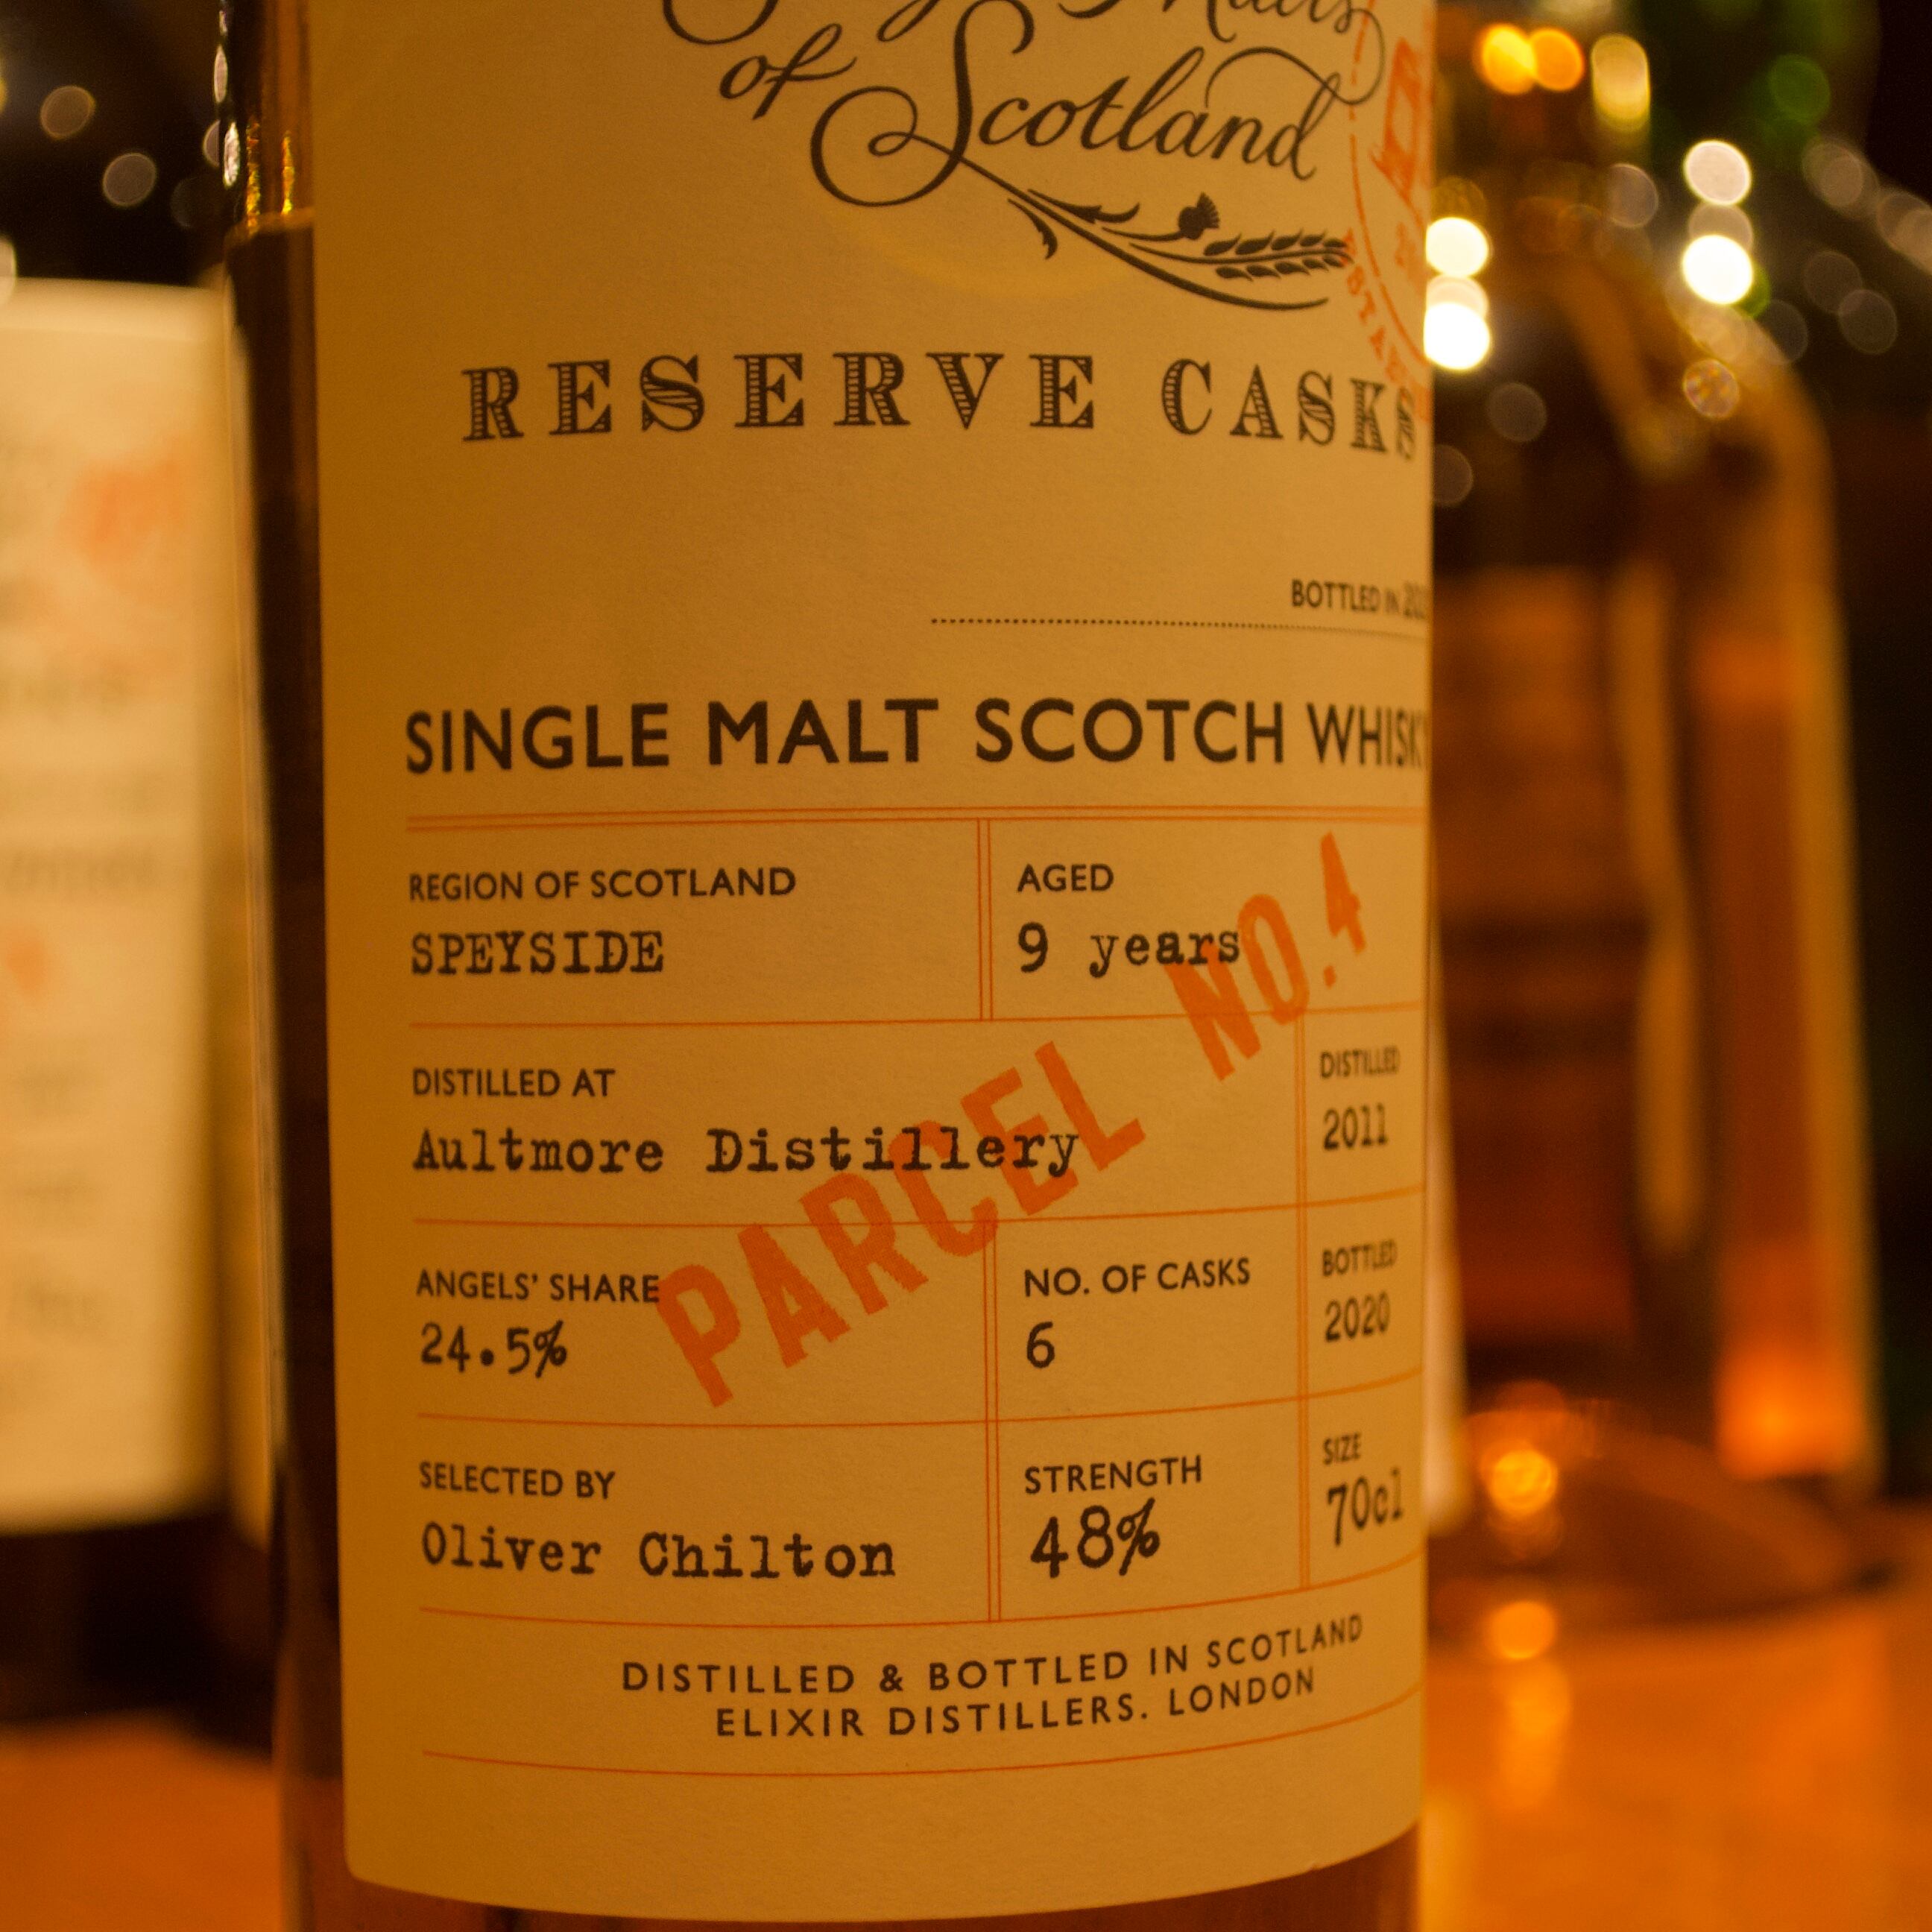 of
Scotland
RESERVE CASKS
BOTTLED IN
SINGLE MALT SCOTCH WHISKY
REGION OF SCOTLAND
SPEYSIDE
AGED
9 years
PARCEL NO.4
DISTILLED AT
Aultmore Distillery
DISTILLED
2011
ANGELS' SHARE
24.5%
NO. OF CASKS
6
BOTTLED
2020
SELECTED BY
Oliver Chilton
STRENGTH
48%
SIZE
70cl
DISTILLED & BOTTLED IN SCOTLAND
ELIXIR DISTILLERS. LONDON